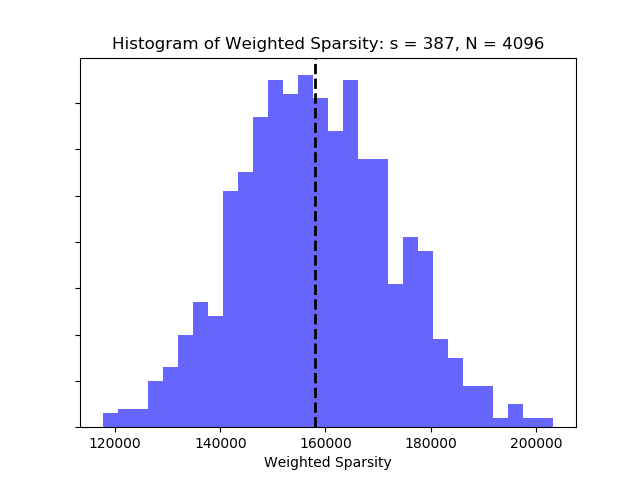 Histogram of Weighted Sparsity: s = 387, N = 4096
120000 140000 160000 180000 200000
Weighted Sparsity